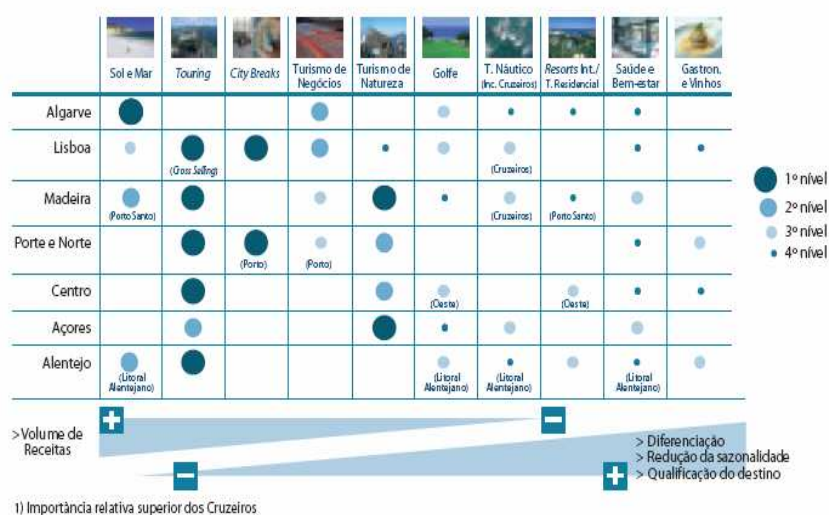 Sol e Mar
Touring
City Breaks
Turismo de Negócios
Turismo de Natureza
Golfe
T. Náutico (Inc. Cruzeiros)
Resorts Int./ T. Residencial
Saúde e Bem-estar
Gastron. e Vinhos
Algarve
Lisboa
(Cross Selling)
(Cruzeiros)
Madeira
(Porto Santo)
(Cruzeiros)
(Porto Santo)
Porte e Norte
(Porto)
(Porto)
Centro
(Oeste)
(Oeste)
Açores
Alentejo
(Litoral Alentejano)
(Litoral Alentejano)
(Litoral Alentejano)
(Litoral Alentejano)
1º nível
2º nível
3º nível
4º nível
+
−
> Volume de
Receitas
−
+
> Diferenciação
> Redução da sazonalidade
> Qualificação do destino
1) Importância relativa superior dos Cruzeiros